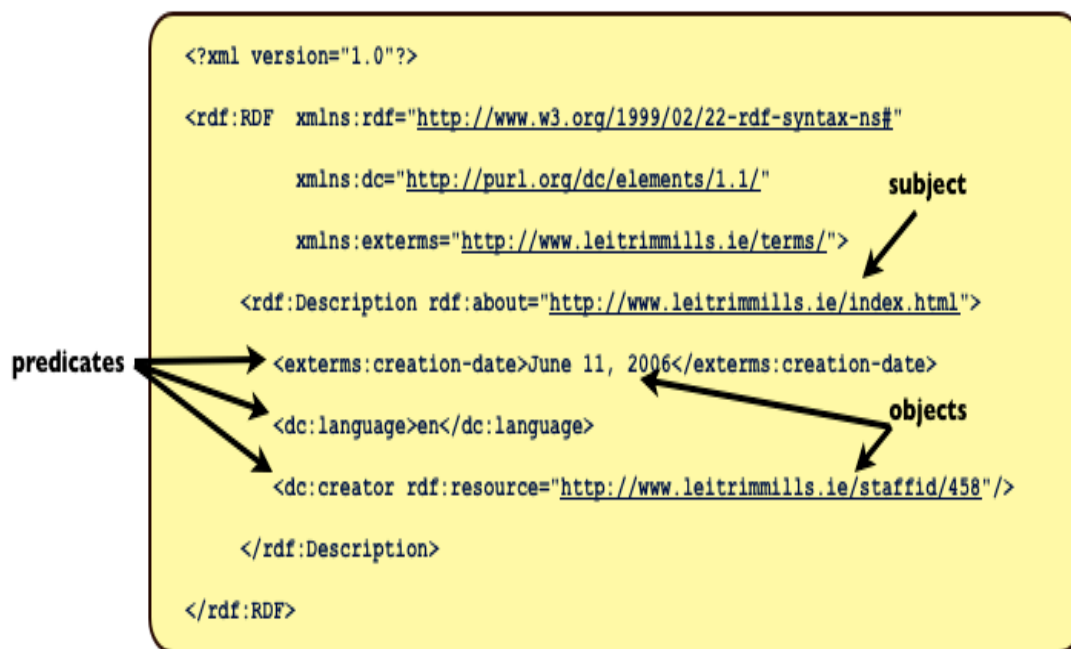 <?xml version="1.0"?>
<rdf:RDF xmlns:rdf="http://www.w3.org/1999/02/22-rdf-syntax-ns#"
xmlns:dc="http://purl.org/dc/elements/1.1/"
subject
xmlns:exterms="http://www.leitrimmills.ie/terms/">
<rdf:Description rdf:about="http://www.leitrimmills.ie/index.html">
predicates
<exterms:creation-date>June 11, 2006</exterms:creation-date>
objects
<dc:language>en</dc:language>
<dc:creator rdf:resource="http://www.leitrimmills.ie/staffid/458"/>
</rdf:Description>
</rdf:RDF>